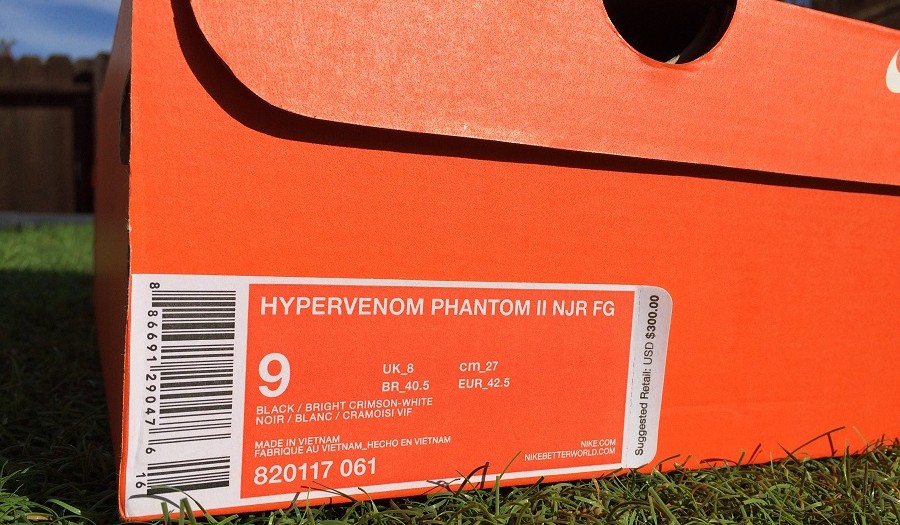 HYPERVENOM PHANTOM II NJR FG
9
UK_8 cm_27
BR_40.5 EUR_42.5
BLACK / BRIGHT CRIMSON-WHITE
NOIR / BLANC / CRAMOISI VIF
MADE IN VIETNAM
FABRIQUE AU VIETNAM_HECHO EN VIETNAM
820117 061
NIKE.COM
NIKEBETTERWORLD.COM
Suggested Retail: USD $300.00
8 86691 29047 6 16